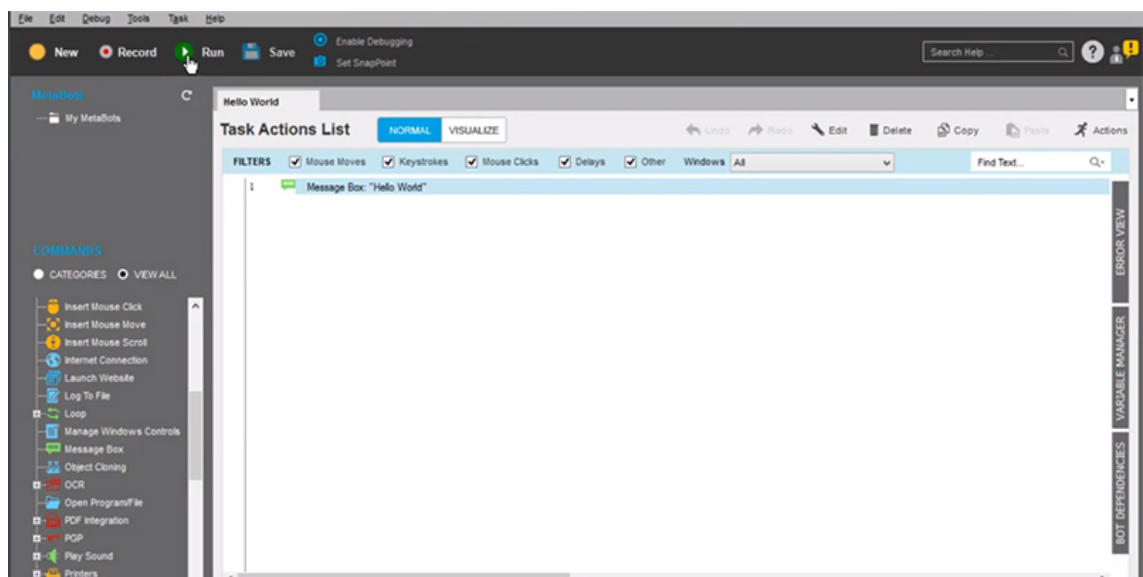 File Edit Debug Tools Task Help
New Record Run Save Enable Debugging
Set SnapPoint
Search Help ...
MetaBots
My MetaBots
Hello World
Task Actions List NORMAL VISUALIZE Undo Redo Edit Delete Copy Paste Actions
FILTERS Mouse Moves Keystrokes Mouse Clicks Delays Other Windows All Find Text...
1 Message Box: "Hello World"
COMMANDS
CATEGORIES VIEW ALL
Insert Mouse Click
Insert Mouse Move
Insert Mouse Scroll
Internet Connection
Launch Website
Log To File
Loop
Manage Windows Controls
Message Box
Object Cloning
OCR
Open Program/File
PDF Integration
PGP
Play Sound
Printers
ERROR VIEW
VARIABLE MANAGER
BOT DEPENDENCIES